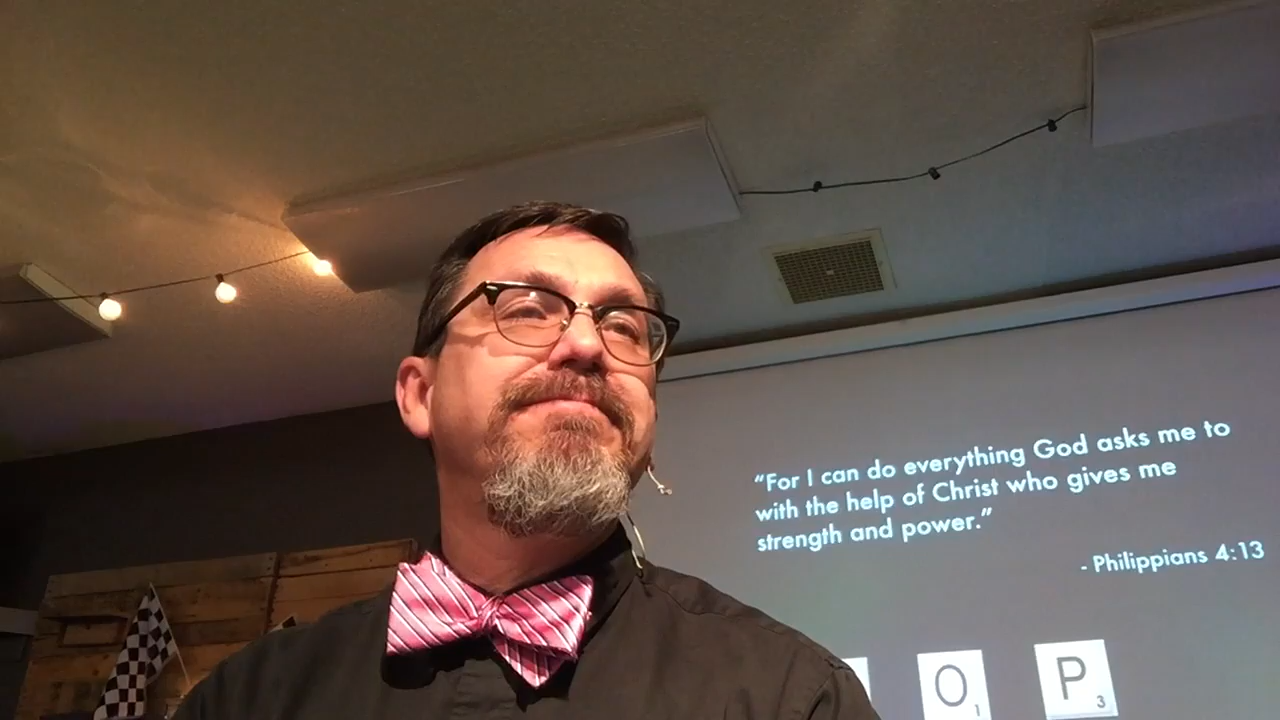 “For I can do everything God asks me to
with the help of Christ who gives me
strength and power.”
- Philippians 4:13
O1 P3